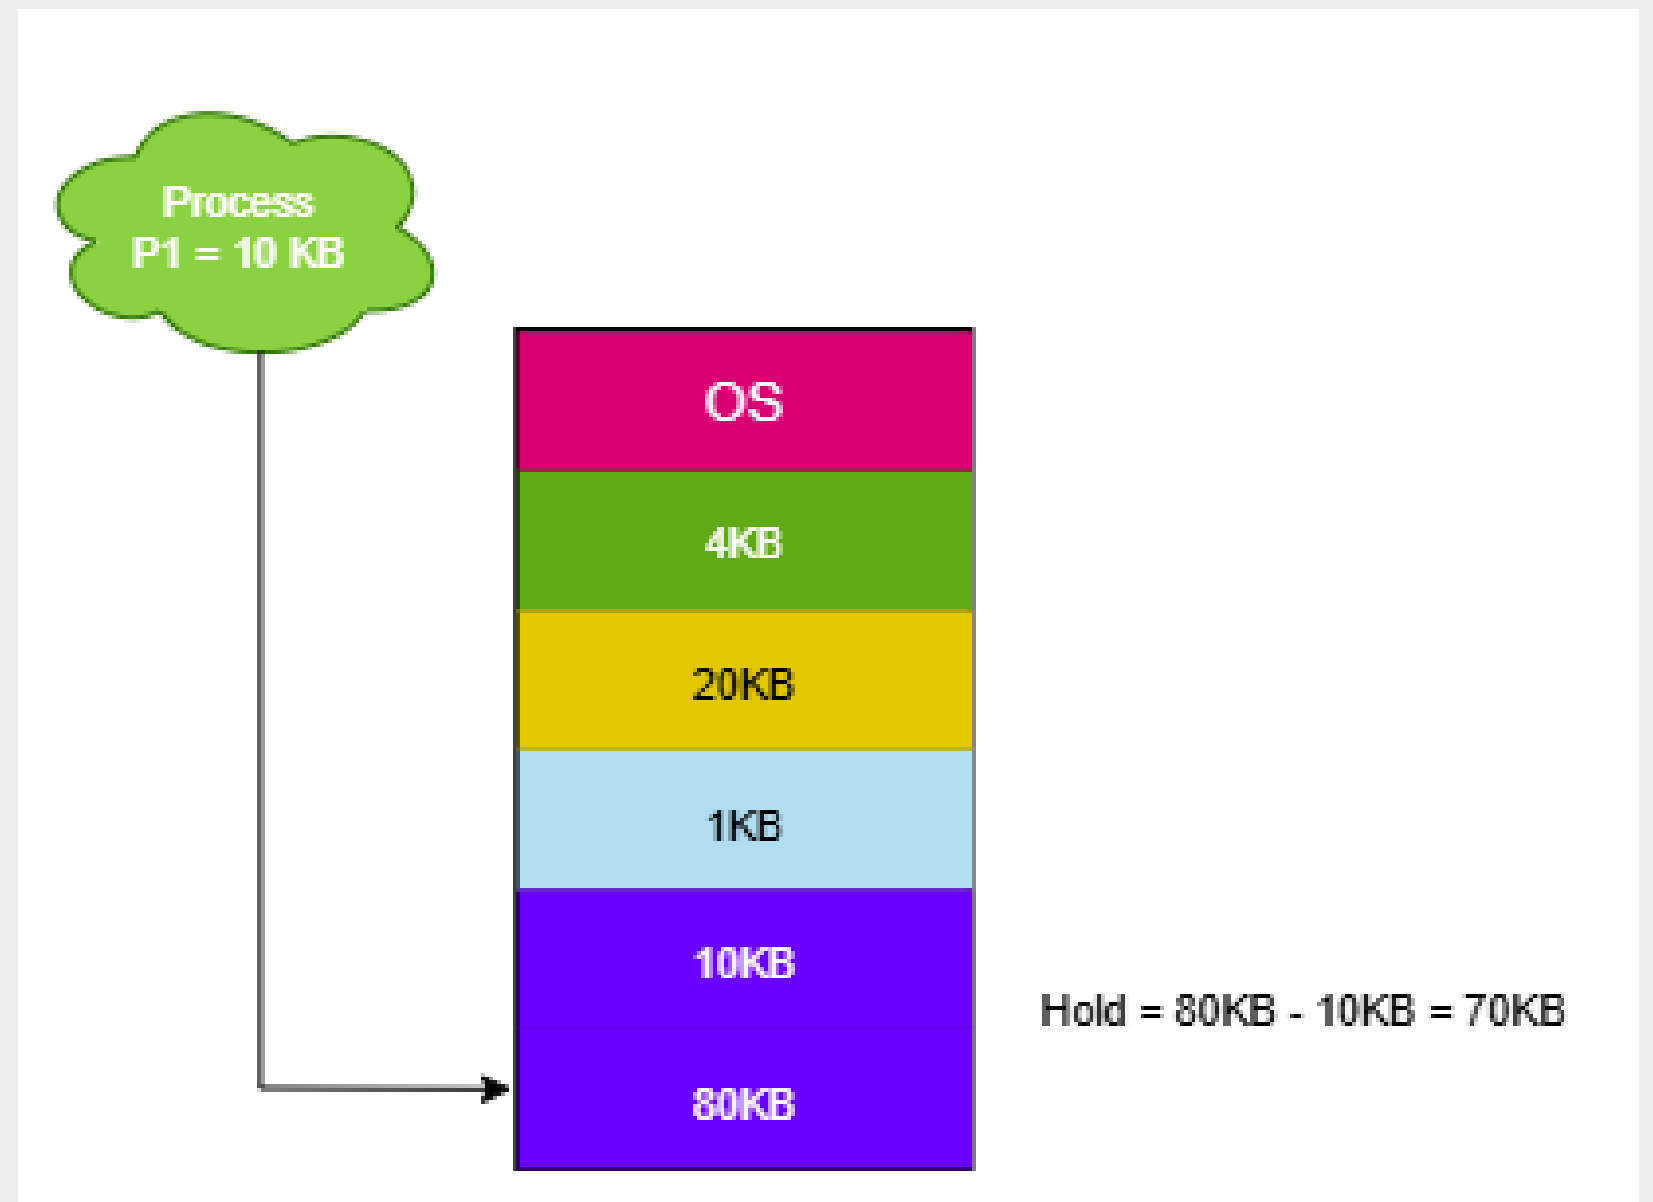 Process
P1 = 10 KB
OS
4KB
20KB
1KB
10KB
Hold = 80KB - 10KB = 70KB
80KB